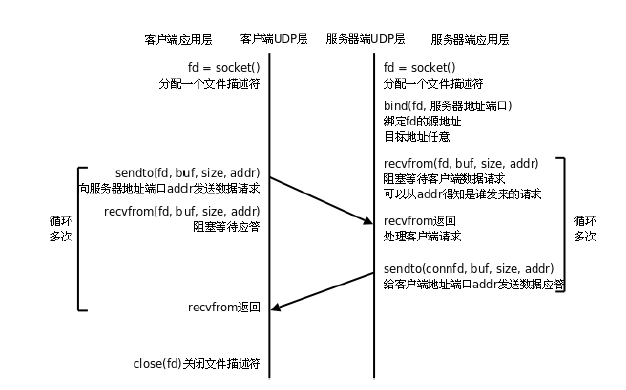 客户端应用层
客户端UDP层
服务器端UDP层
服务器端应用层
fd = socket()
分配一个文件描述符
fd = socket()
分配一个文件描述符
bind(fd, 服务器地址端口)
绑定fd的源地址
目标地址任意
recvfrom(fd, buf, size, addr)
阻塞等待客户端数据请求
可以从addr得知是谁发来的请求
sendto(fd, buf, size, addr)
向服务器地址端口addr发送数据请求
recvfrom(fd, buf, size, addr)
阻塞等待应答
循环
多次
recvfrom返回
处理客户端请求
循环
多次
sendto(connfd, buf, size, addr)
给客户端地址端口addr发送数据应答
recvfrom返回
close(fd)关闭文件描述符